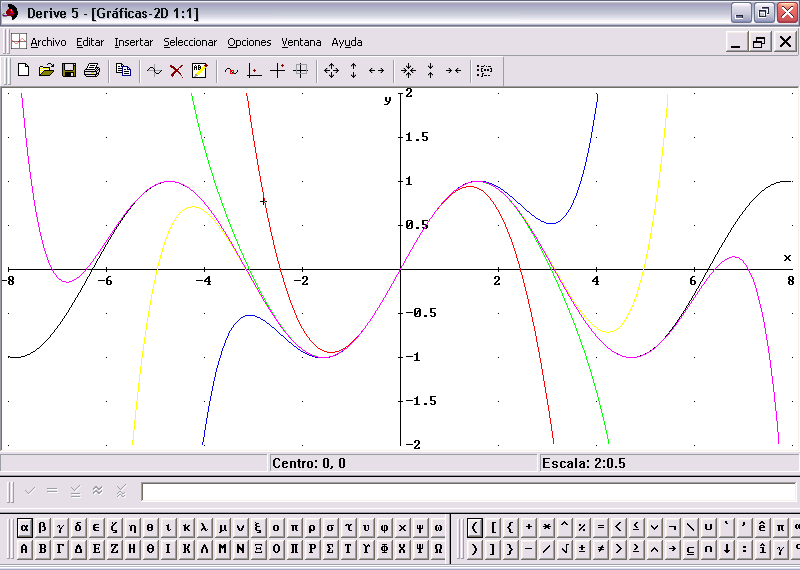 Derive 5 - [Gráficas-2D 1:1]
Archivo Editar Insertar Seleccionar Opciones Ventana Ayuda
y
2
1.5
1
0.5
x
-8 -6 -4 -2 2 4 6 8
-0.5
-1
-1.5
-2
Centro: 0, 0 Escala: 2:0.5
α β γ δ ϵ ζ η θ ι κ λ μ ν ξ ο π ρ σ τ υ φ χ ψ ω
Α Β Γ Δ Ε Ζ Η Θ Ι Κ Λ Μ Ν Ξ Ο Π Ρ Σ Τ Υ Φ Χ Ψ Ω
( [ { + * ^ % = < ≤ ∨ ¬ \ ∪ ` ' ê π
) ] } − / √ ± ≠ > ≥ ∧ → ⊆ ∩ ↓ : î γ